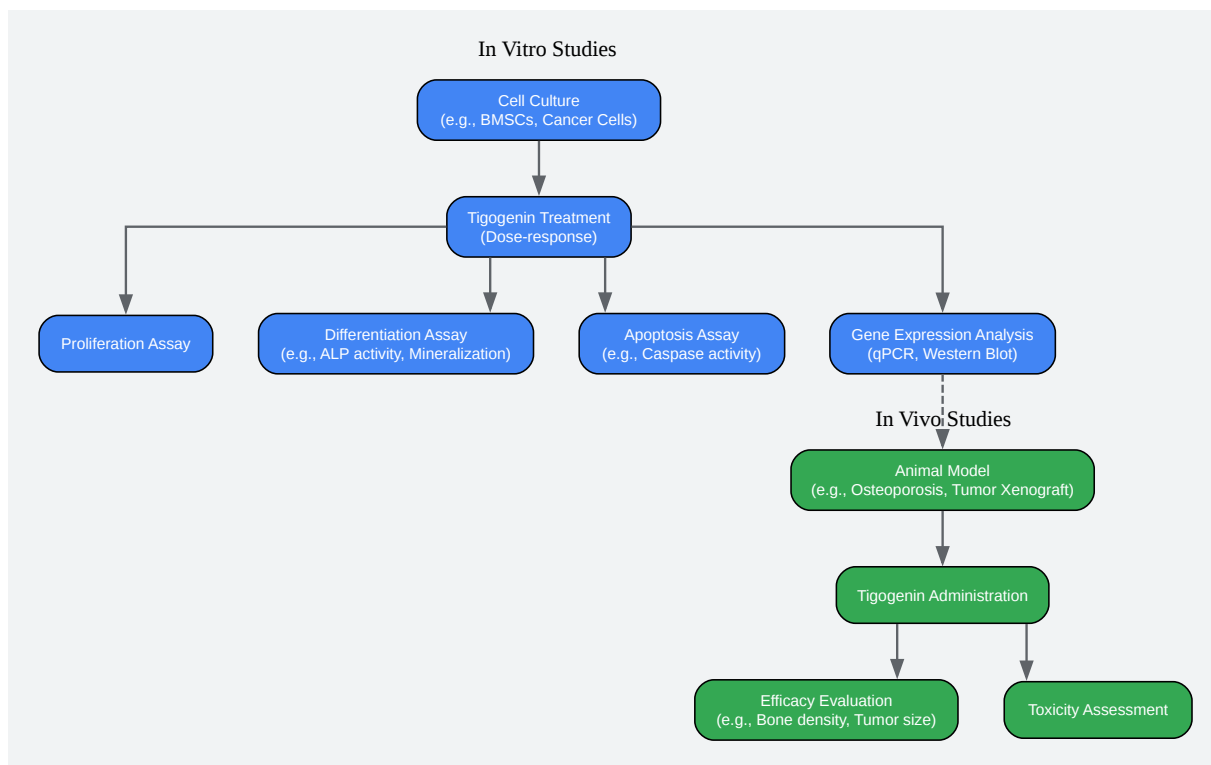 In Vitro Studies
Cell Culture
(e.g., BMSCs, Cancer Cells)
Tigogenin Treatment
(Dose-response)
Proliferation Assay
Differentiation Assay
(e.g., ALP activity, Mineralization)
Apoptosis Assay
(e.g., Caspase activity)
Gene Expression Analysis
(qPCR, Western Blot)
In Vivo Studies
Animal Model
(e.g., Osteoporosis, Tumor Xenograft)
Tigogenin Administration
Efficacy Evaluation
(e.g., Bone density, Tumor size)
Toxicity Assessment